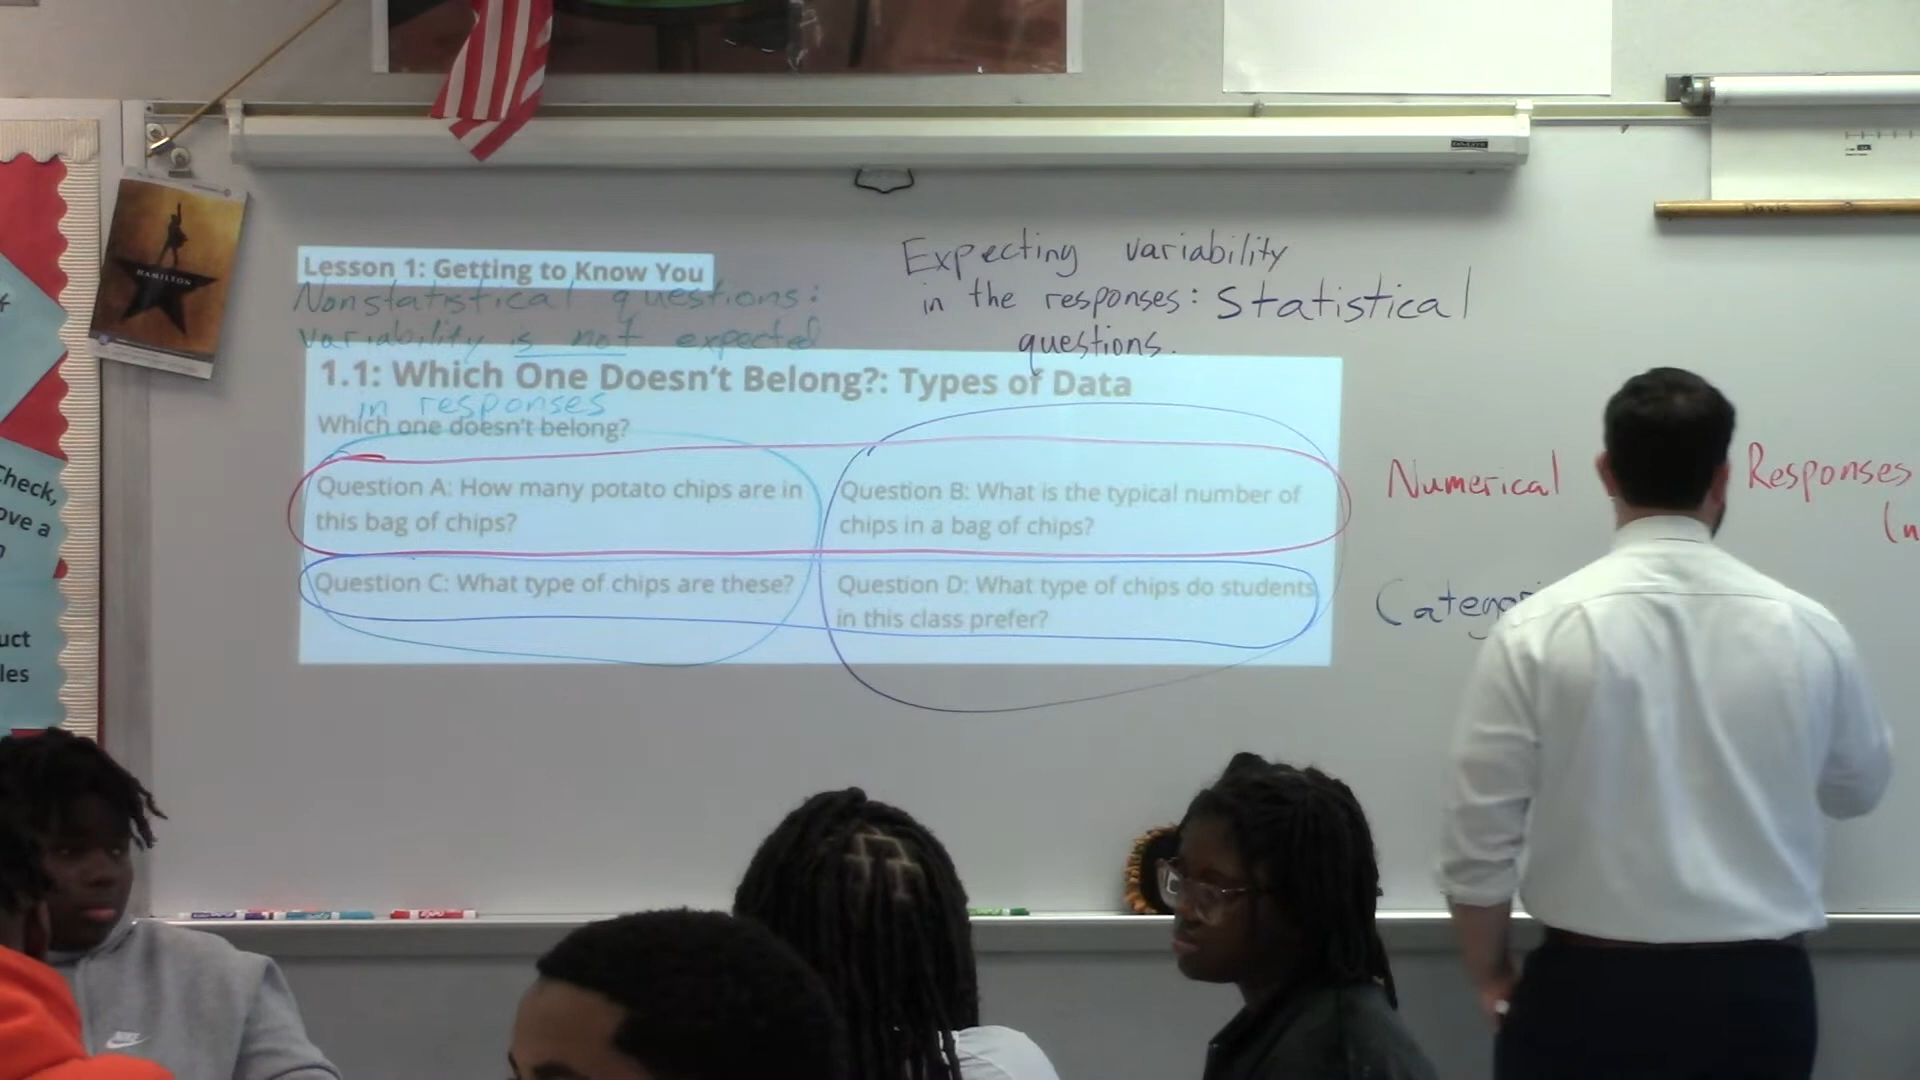 Lesson 1: Getting to Know You
Nonstatistical questions:
variability is not expected
in responses
Expecting variability
in the responses: Statistical
questions.
1.1: Which One Doesn't Belong?: Types of Data
Which one doesn't belong?
Question A: How many potato chips are in
this bag of chips?
Question B: What is the typical number of
chips in a bag of chips?
Question C: What type of chips are these?
Question D: What type of chips do students
in this class prefer?
Numerical Responses
HAMILTON
Check,
ove a
n
uct
les
Davis